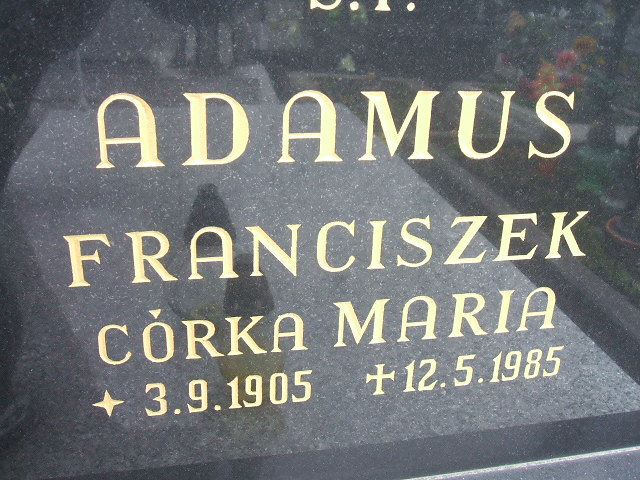 Ś.P.
ADAMUS
FRANCISZEK
CÓRKA MARIA
3.9.1905 12.5.1985